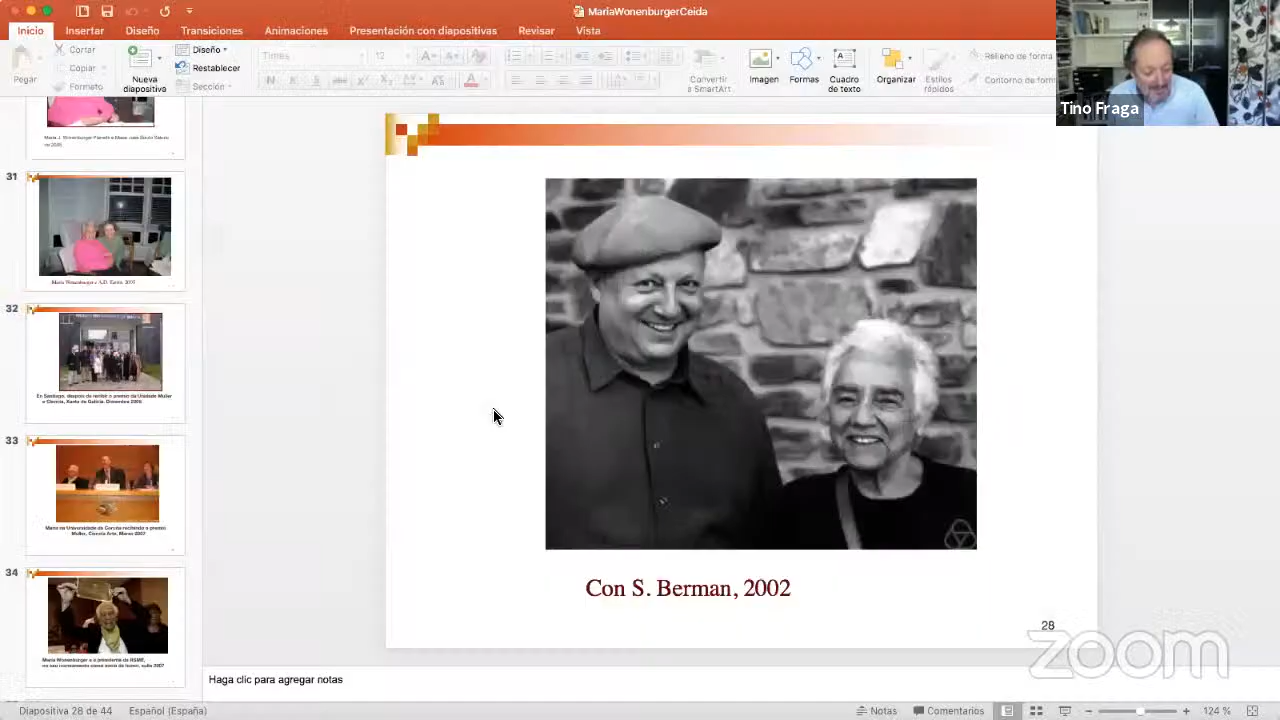 MariaWonenburgerCeida
Inicio Insertar Diseño Transiciones Animaciones Presentación con diapositivas Revisar Vista
Pegar
Cortar
Copiar
Formato
Nueva
diapositiva
Diseño
Restablecer
Sección
Times 12
Convertir
a SmartArt
Imagen
Formas
Cuadro
de texto
Organizar
Estilos
rápidos
Relleno de forma
Contorno de form
Tino Fraga
31
32
33
34
Con S. Berman, 2002
28
zoom
Haga clic para agregar notas
Diapositiva 28 de 44 Español (España) Notas Comentarios 124 %